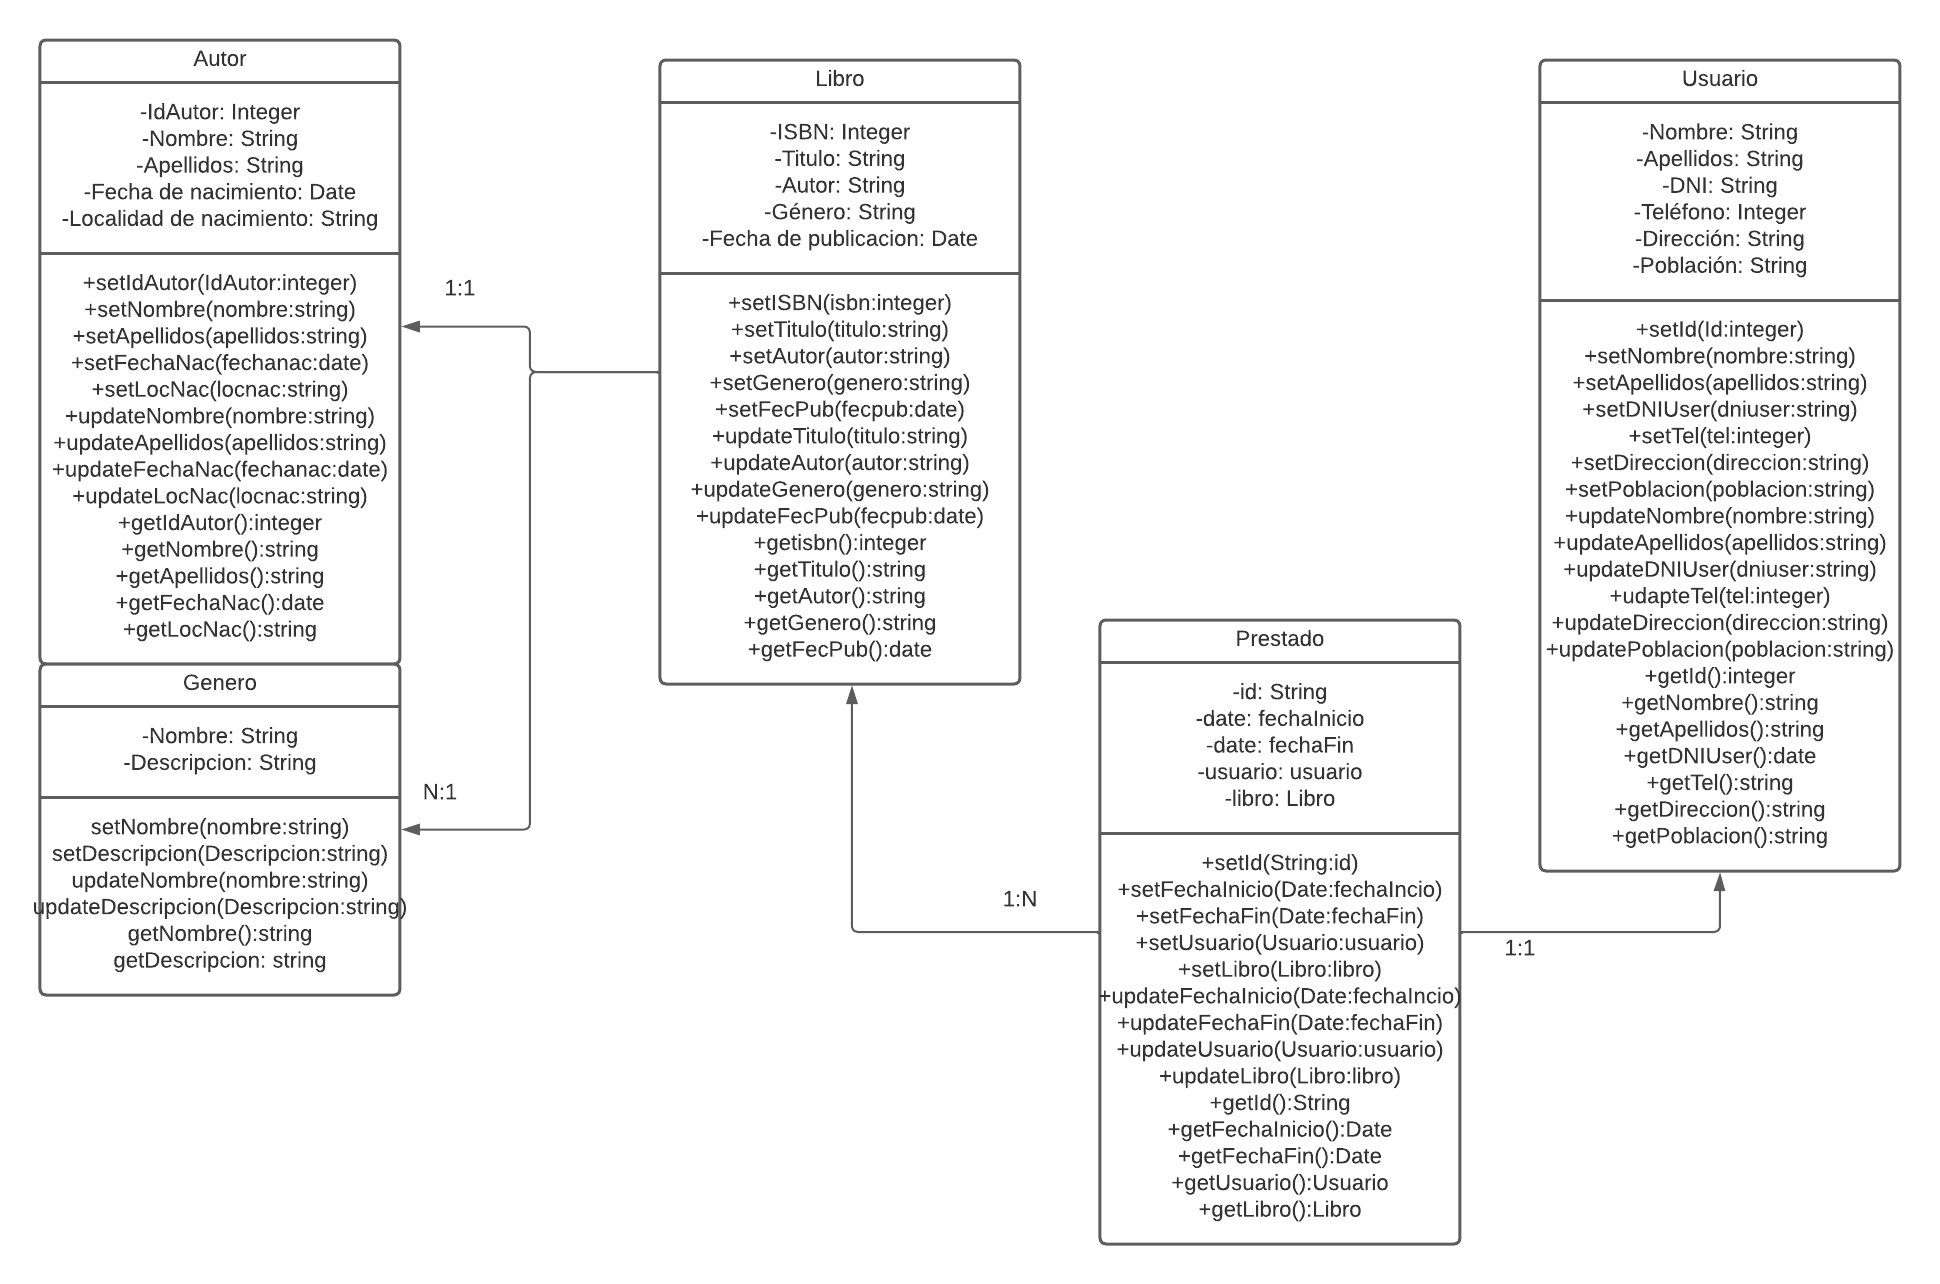 Autor
-IdAutor: Integer
-Nombre: String
-Apellidos: String
-Fecha de nacimiento: Date
-Localidad de nacimiento: String
+setIdAutor(IdAutor:integer)
+setNombre(nombre:string)
+setApellidos(apellidos:string)
+setFechaNac(fechanac:date)
+setLocNac(locnac:string)
+updateNombre(nombre:string)
+updateApellidos(apellidos:string)
+updateFechaNac(fechanac:date)
+updateLocNac(locnac:string)
+getIdAutor():integer
+getNombre():string
+getApellidos():string
+getFechaNac():date
+getLocNac():string
Genero
-Nombre: String
-Descripcion: String
setNombre(nombre:string)
setDescripcion(Descripcion:string)
updateNombre(nombre:string)
updateDescripcion(Descripcion:string)
getNombre():string
getDescripcion: string
1:1
N:1
Libro
-ISBN: Integer
-Titulo: String
-Autor: String
-Género: String
-Fecha de publicacion: Date
+setISBN(isbn:integer)
+setTitulo(titulo:string)
+setAutor(autor:string)
+setGenero(genero:string)
+setFecPub(fecpub:date)
+updateTitulo(titulo:string)
+updateAutor(autor:string)
+updateGenero(genero:string)
+updateFecPub(fecpub:date)
+getisbn():integer
+getTitulo():string
+getAutor():string
+getGenero():string
+getFecPub():date
1:N
Prestado
-id: String
-date: fechaInicio
-date: fechaFin
-usuario: usuario
-libro: Libro
+setId(String:id)
+setFechaInicio(Date:fechaIncio)
+setFechaFin(Date:fechaFin)
+setUsuario(Usuario:usuario)
+setLibro(Libro:libro)
+updateFechaInicio(Date:fechaIncio)
+updateFechaFin(Date:fechaFin)
+updateUsuario(Usuario:usuario)
+updateLibro(Libro:libro)
+getId():String
+getFechaInicio():Date
+getFechaFin():Date
+getUsuario():Usuario
+getLibro():Libro
1:1
Usuario
-Nombre: String
-Apellidos: String
-DNI: String
-Teléfono: Integer
-Dirección: String
-Población: String
+setId(Id:integer)
+setNombre(nombre:string)
+setApellidos(apellidos:string)
+setDNIUser(dniuser:string)
+setTel(tel:integer)
+setDireccion(direccion:string)
+setPoblacion(poblacion:string)
+updateNombre(nombre:string)
+updateApellidos(apellidos:string)
+updateDNIUser(dniuser:string)
+udapteTel(tel:integer)
+updateDireccion(direccion:string)
+updatePoblacion(poblacion:string)
+getId():integer
+getNombre():string
+getApellidos():string
+getDNIUser():date
+getTel():string
+getDireccion():string
+getPoblacion():string